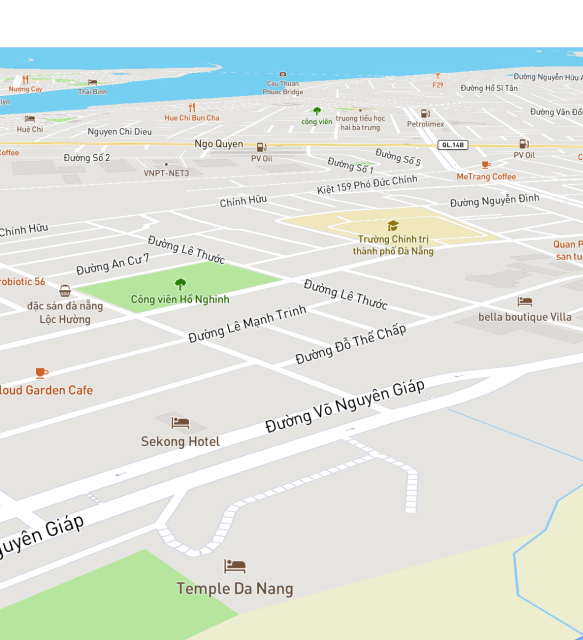 Nướng Cay
Thái Bình
Cầu Thuận
Phước Bridge
F29
Đường Nguyễn Hữu A
Đường Hồ Sĩ Tân
Huê Chi
Hue Chi Bun Cha
công viên
truong tiểu học
hai bà trưng
Petrolimex
Đường Vân Đồ
Nguyen Chi Dieu
Ngo Quyen
QL.14B
Coffee
Đường Số 2
PV Oil
Đường Số 5
PV Oil
VNPT-NET3
Đường Số 1
MeTrang Coffee
Kiệt 159 Phó Đức Chính
Chính Hữu
Đường Nguyễn Đình
Chính Hữu
Trường Chính trị
thành phố Đà Nẵng
Đường Lê Thước
Quan P
san tu
Đường An Cư 7
robiotic 56
Công viên Hồ Nghinh
Đường Lê Thước
đặc sản đà nẵng
Lộc Hường
bella boutique Villa
Đường Lê Mạnh Trinh
Đường Đỗ Thế Chấp
loud Garden Cafe
Đường Võ Nguyên Giáp
Sekong Hotel
guyên Giáp
Temple Da Nang